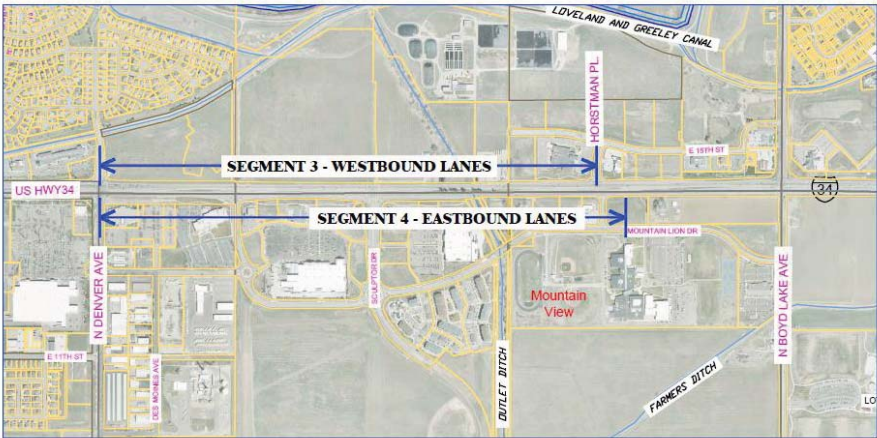 LOVELAND AND GREELEY CANAL
HORSTMAN PL.
E 15TH ST
SEGMENT 3 - WESTBOUND LANES
US HWY34
34
SEGMENT 4 - EASTBOUND LANES
MOUNTAIN LION DR
N DENVER AVE
SCULPTOR DR
Mountain
View
N BOYD LAKE AVE
E 11TH ST
DES MOINES AVE
OUTLET DITCH
FARMERS DITCH
LO